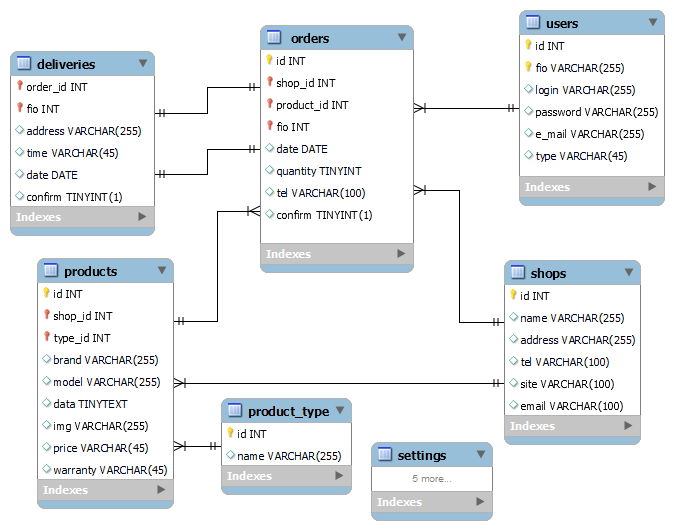 deliveries
order_id INT
fio INT
address VARCHAR(255)
time VARCHAR(45)
date DATE
confirm TINYINT(1)
Indexes
orders
id INT
shop_id INT
product_id INT
fio INT
date DATE
quantity TINYINT
tel VARCHAR(100)
confirm TINYINT(1)
Indexes
users
id INT
fio VARCHAR(255)
login VARCHAR(255)
password VARCHAR(255)
e_mail VARCHAR(255)
type VARCHAR(45)
Indexes
products
id INT
shop_id INT
type_id INT
brand VARCHAR(255)
model VARCHAR(255)
data TINYTEXT
img VARCHAR(255)
price VARCHAR(45)
warranty VARCHAR(45)
Indexes
product_type
id INT
name VARCHAR(255)
Indexes
settings
5 more...
Indexes
shops
id INT
name VARCHAR(255)
address VARCHAR(255)
tel VARCHAR(100)
site VARCHAR(100)
email VARCHAR(100)
Indexes